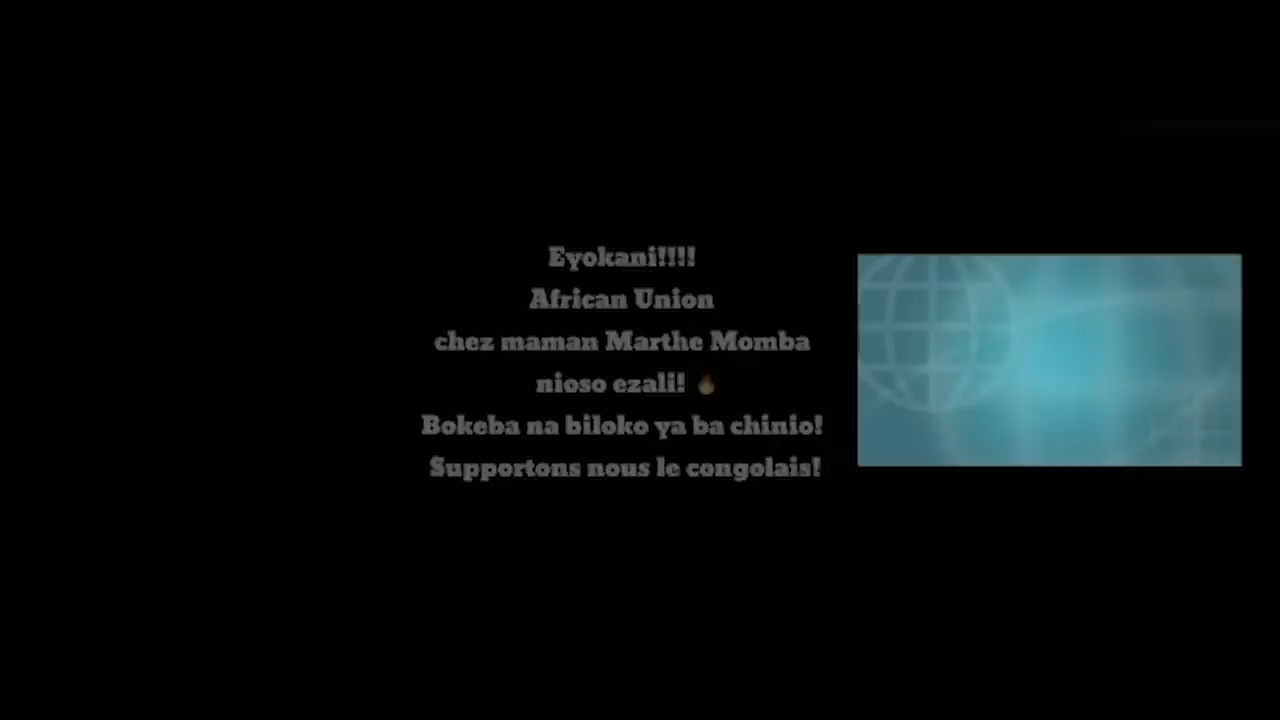 Eyokani!!!!
African Union
chez maman Marthe Momba
nioso ezali! 🔥
Bokeba na biloko ya ba chinio!
Supportons nous le congolais!